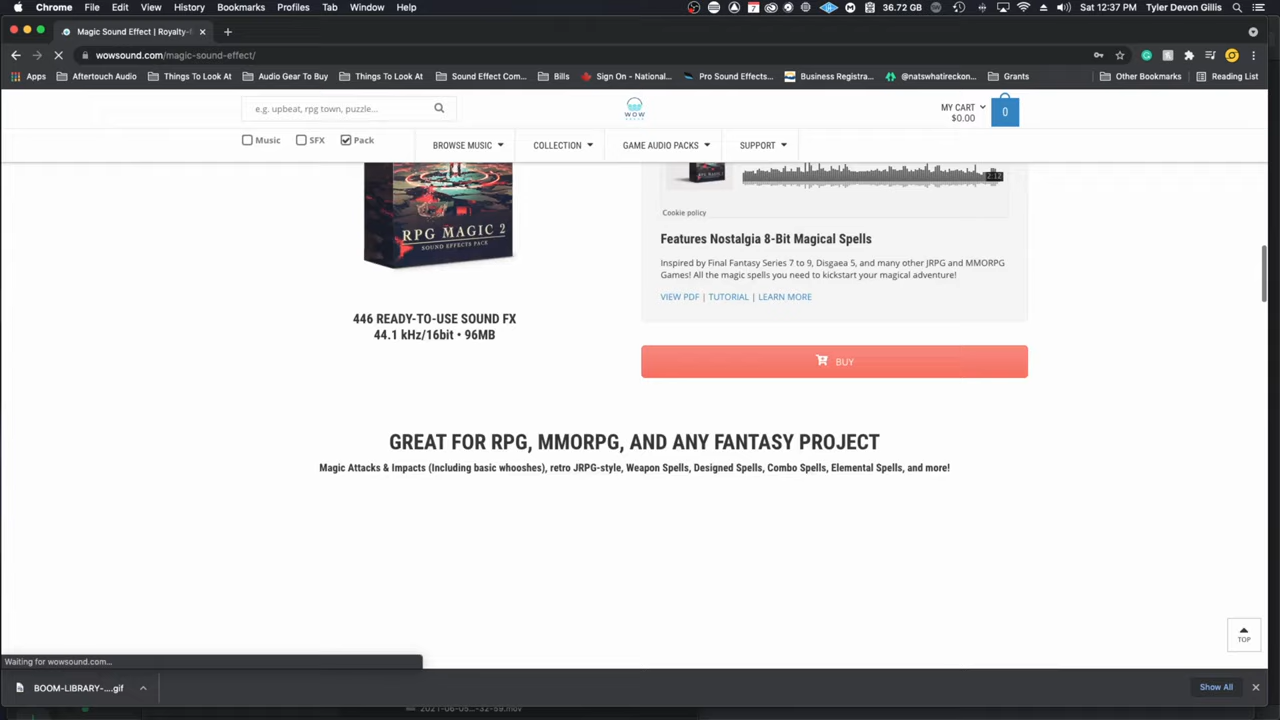 Chrome File Edit View History Bookmarks Profiles Tab Window Help
7 36.72 GB Sat 12:37 PM Tyler Devon Gillis
Magic Sound Effect | Royalty-
wowsound.com/magic-sound-effect/
Apps Aftertouch Audio Things To Look At Audio Gear To Buy Things To Look At Sound Effect Com... Bills Sign On - National... Pro Sound Effects... Business Registra... @natswhatireckon... Grants Other Bookmarks Reading List
e.g. upbeat, rpg town, puzzle...
WOW
MY CART
$0.00
0
Music SFX Pack
BROWSE MUSIC COLLECTION GAME AUDIO PACKS SUPPORT
RPG MAGIC 2
SOUND EFFECTS PACK
446 READY-TO-USE SOUND FX
44.1 kHz/16bit • 96MB
2:12
Cookie policy
Features Nostalgia 8-Bit Magical Spells
Inspired by Final Fantasy Series 7 to 9, Disgaea 5, and many other JRPG and MMORPG
Games! All the magic spells you need to kickstart your magical adventure!
VIEW PDF | TUTORIAL | LEARN MORE
BUY
GREAT FOR RPG, MMORPG, AND ANY FANTASY PROJECT
Magic Attacks & Impacts (Including basic whooshes), retro JRPG-style, Weapon Spells, Designed Spells, Combo Spells, Elemental Spells, and more!
TOP
Waiting for wowsound.com...
BOOM-LIBRARY-....gif
Show All